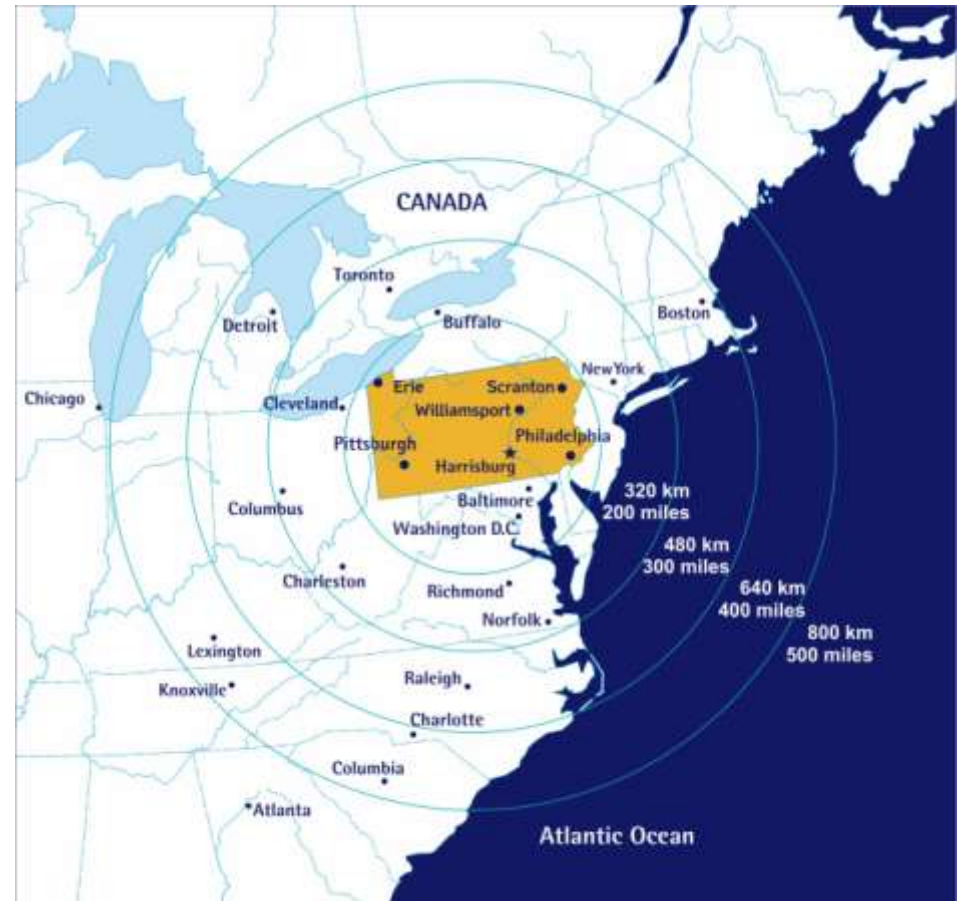 CANADA
Toronto
Boston
Detroit
Buffalo
New York
Erie
Scranton
Chicago
Cleveland
Williamsport
Philadelphia
Pittsburgh
Harrisburg
320 km
200 miles
Baltimore
Columbus
Washington D.C.
480 km
300 miles
Charleston
Richmond
640 km
400 miles
Norfolk
800 km
500 miles
Lexington
Raleigh
Knoxville
Charlotte
Columbia
Atlanta
Atlantic Ocean